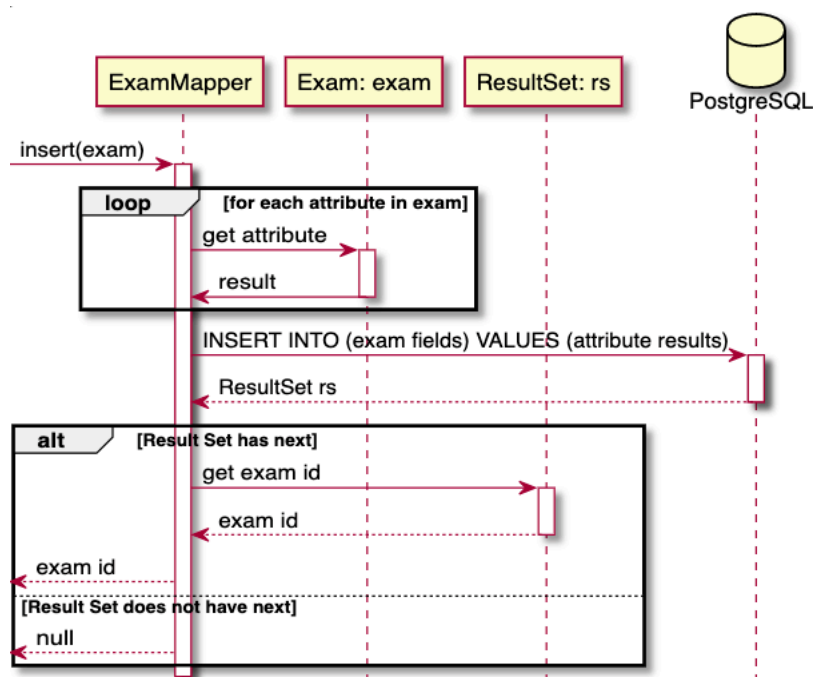 ExamMapper
Exam: exam
ResultSet: rs
PostgreSQL
insert(exam)
loop
[for each attribute in exam]
get attribute
result
INSERT INTO (exam fields) VALUES (attribute results)
ResultSet rs
alt
[Result Set has next]
get exam id
exam id
exam id
[Result Set does not have next]
null